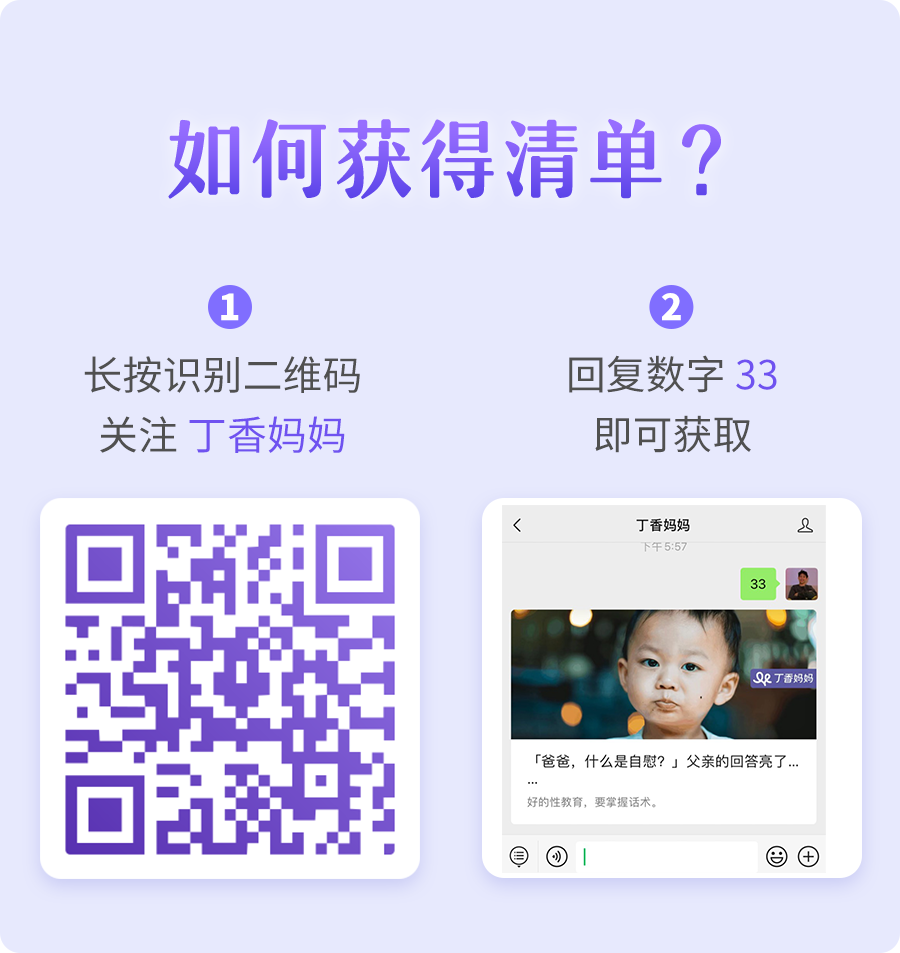 如何获得清单？
1
长按识别二维码
关注 丁香妈妈
2
回复数字 33
即可获取
丁香妈妈
下午 5:57
33
丁香妈妈
「爸爸，什么是自慰？」父亲的回答亮了...
...
好的性教育，要掌握话术。